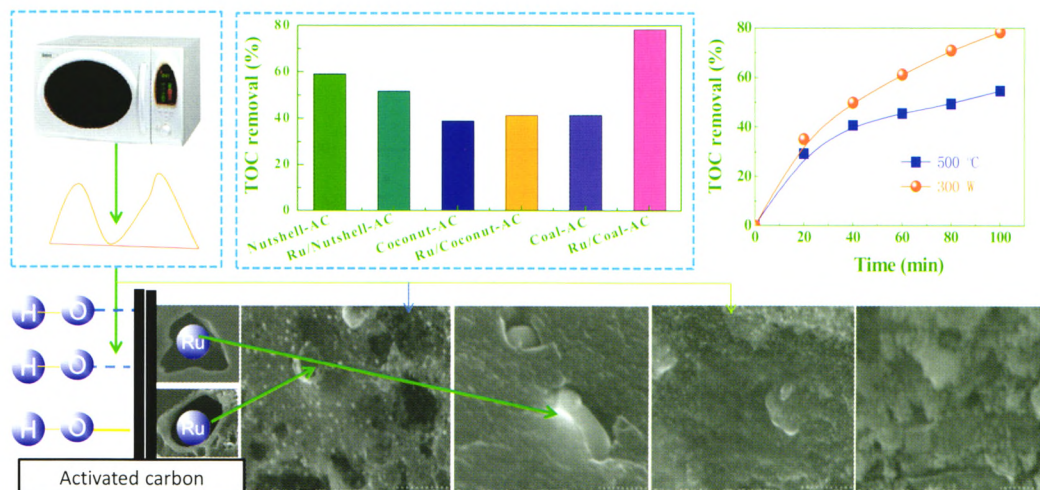 TOC removal (%)
80
60
40
20
0
Nutshell-AC
Ru/Nutshell-AC
Coconut-AC
Ru/Coconut-AC
Coal-AC
Ru/Coal-AC
TOC removal (%)
80
60
40
20
0
500 ℃
300 W
0 20 40 60 80 100
Time (min)
H O
H O
H O
Ru
Ru
Activated carbon